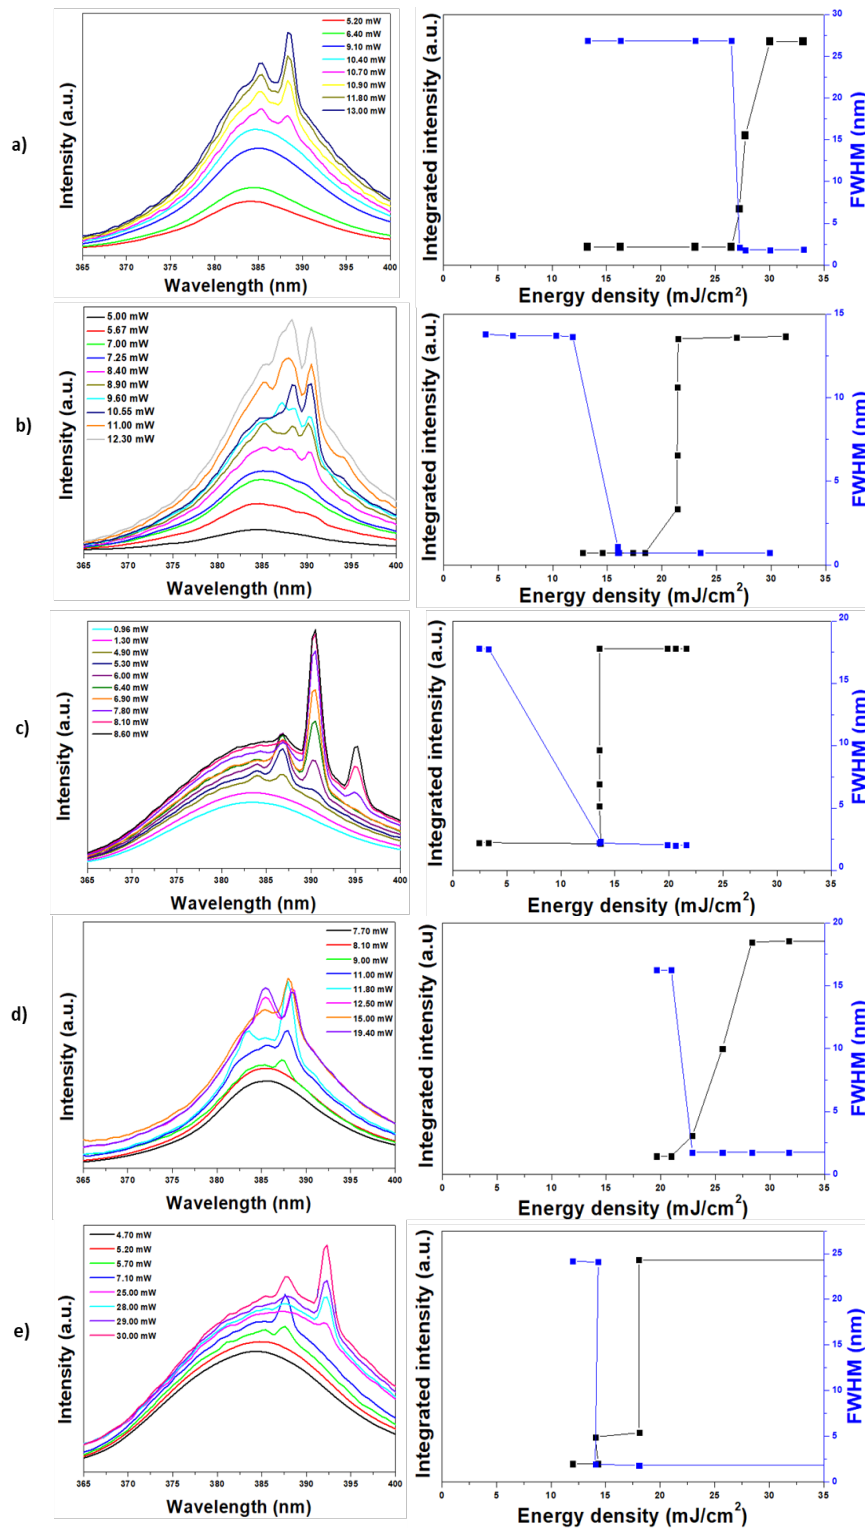 a)
Intensity (a.u.)
5.20 mW
6.40 mW
9.10 mW
10.40 mW
10.70 mW
10.90 mW
11.80 mW
13.00 mW
365 370 375 380 385 390 395 400
Wavelength (nm)
Integrated intensity (a.u.)
0 5 10 15 20 25 30 35
Energy density (mJ/cm2)
0 5 10 15 20 25 30
FWHM (nm)
b)
Intensity (a.u.)
5.00 mW
5.67 mW
7.00 mW
7.25 mW
8.40 mW
8.90 mW
9.60 mW
10.55 mW
11.00 mW
12.30 mW
365 370 375 380 385 390 395 400
Wavelength (nm)
Integrated intensity (a.u.)
0 5 10 15 20 25 30 35
Energy density (mJ/cm2)
0 5 10 15
FWHM (nm)
c)
Intensity (a.u.)
0.96 mW
1.30 mW
4.90 mW
5.30 mW
6.00 mW
6.40 mW
6.90 mW
7.80 mW
8.10 mW
8.60 mW
365 370 375 380 385 390 395 400
Wavelength (nm)
Integrated intensity (a.u.)
0 5 10 15 20 25 30 35
Energy density (mJ/cm2)
0 5 10 15 20
FWHM (nm)
d)
Intensity (a.u.)
7.70 mW
8.10 mW
9.00 mW
11.00 mW
11.80 mW
12.50 mW
15.00 mW
19.40 mW
365 370 375 380 385 390 395 400
Wavelength (nm)
Integrated intensity (a.u)
0 5 10 15 20 25 30 35
Energy density (mJ/cm2)
0 5 10 15 20
FWHM (nm)
e)
Intensity (a.u.)
4.70 mW
5.20 mW
5.70 mW
7.10 mW
25.00 mW
28.00 mW
29.00 mW
30.00 mW
365 370 375 380 385 390 395 400
Wavelength (nm)
Integrated intensity (a.u.)
0 5 10 15 20 25 30 35
Energy density (mJ/cm2)
0 5 10 15 20 25
FWHM (nm)